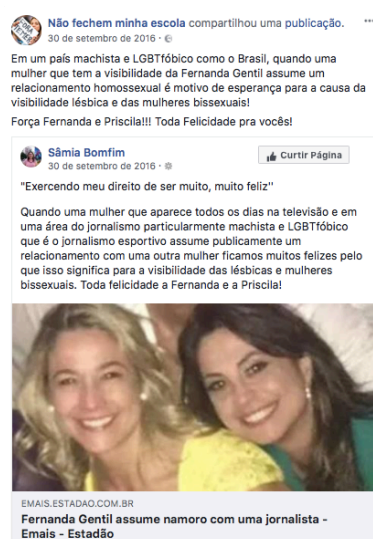 Não fechem minha escola compartilhou uma publicação.
30 de setembro de 2016 ·
Em um país machista e LGBTfóbico como o Brasil, quando uma
mulher que tem a visibilidade da Fernanda Gentil assume um
relacionamento homossexual é motivo de esperança para a causa da
visibilidade lésbica e das mulheres bissexuais!
Força Fernanda e Priscila!!! Toda Felicidade pra vocês!
Sâmia Bomfim
30 de setembro de 2016 ·
Curtir Página
"Exercendo meu direito de ser muito, muito feliz"
Quando uma mulher que aparece todos os dias na televisão e em
uma área do jornalismo particularmente machista e LGBTfóbico
que é o jornalismo esportivo assume publicamente um
relacionamento com uma outra mulher ficamos muitos felizes pelo
que isso significa para a visibilidade das lésbicas e mulheres
bissexuais. Toda felicidade a Fernanda e a Priscila!
EMAIS.ESTADAO.COM.BR
Fernanda Gentil assume namoro com uma jornalista -
Emais - Estadão